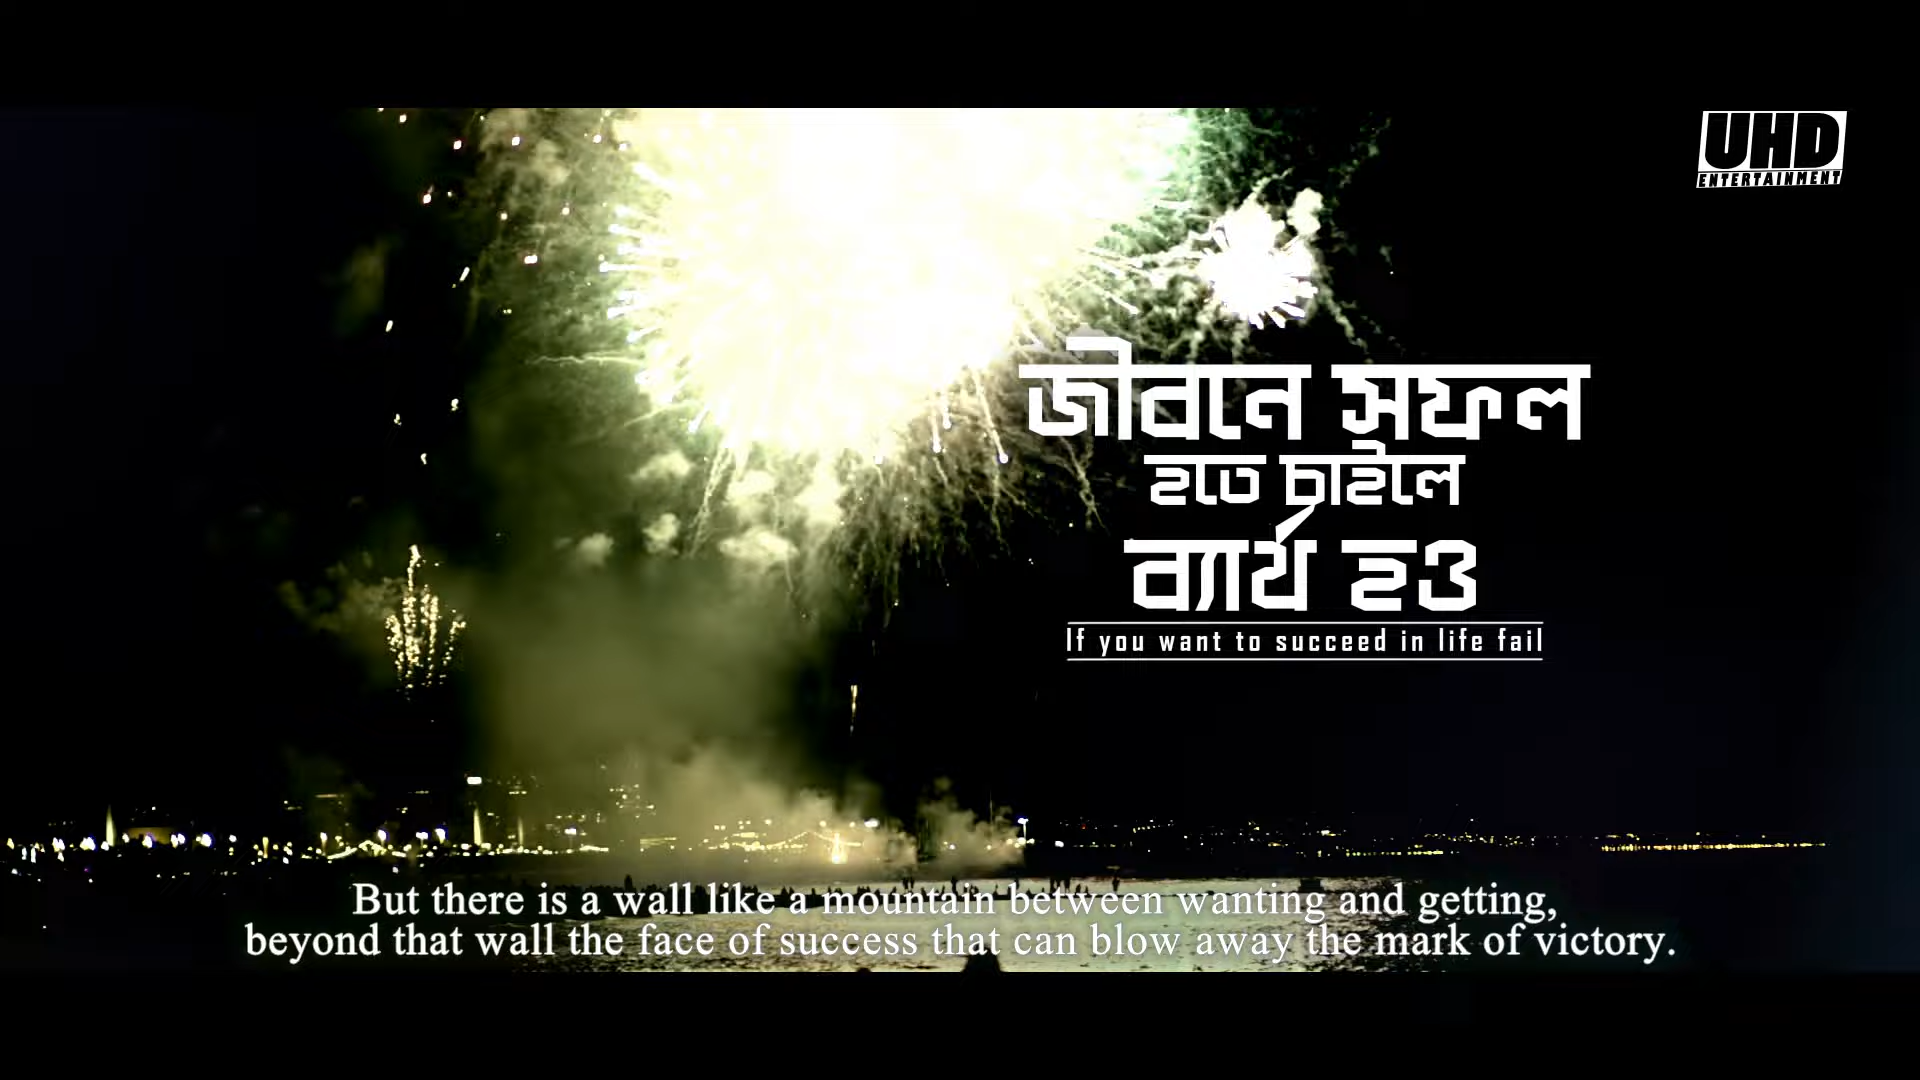 UHD
ENTERTAINMENT
জীবনে সফল
হতে চাইলে
ব্যার্থ হও
If you want to succeed in life fail
But there is a wall like a mountain between wanting and getting,
beyond that wall the face of success that can blow away the mark of victory.